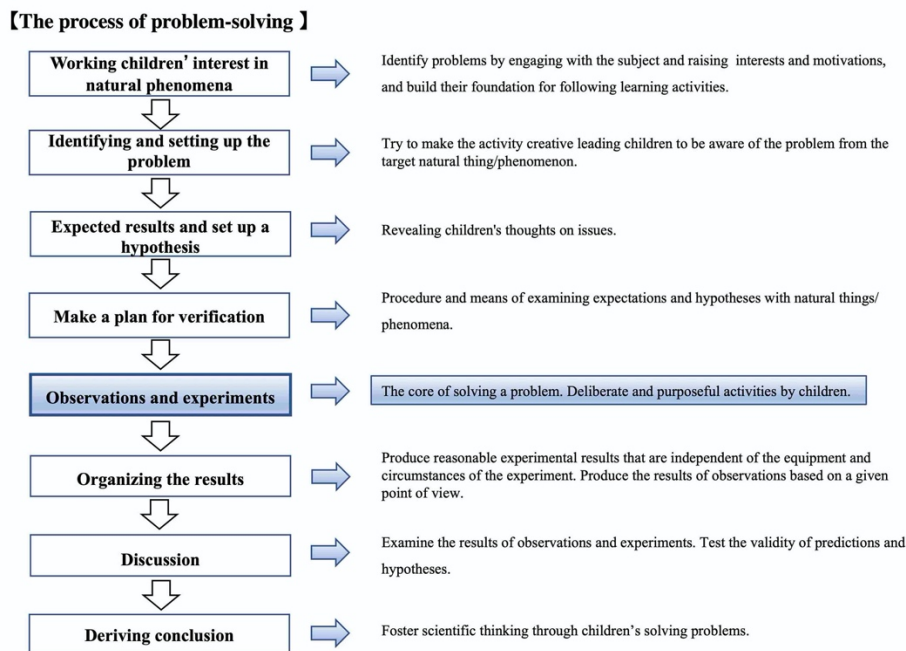 【The process of problem-solving 】
Working children’ interest in
natural phenomena
Identify problems by engaging with the subject and raising interests and motivations,
and build their foundation for following learning activities.
Identifying and setting up the
problem
Try to make the activity creative leading children to be aware of the problem from the
target natural thing/phenomenon.
Expected results and set up a
hypothesis
Revealing children's thoughts on issues.
Make a plan for verification
Procedure and means of examining expectations and hypotheses with natural things/
phenomena.
Observations and experiments
The core of solving a problem. Deliberate and purposeful activities by children.
Organizing the results
Produce reasonable experimental results that are independent of the equipment and
circumstances of the experiment. Produce the results of observations based on a given
point of view.
Discussion
Examine the results of observations and experiments. Test the validity of predictions and
hypotheses.
Deriving conclusion
Foster scientific thinking through children’s solving problems.